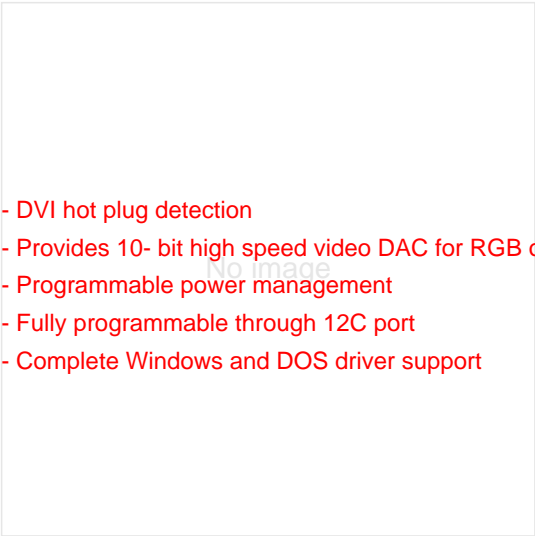 - DVI hot plug detection
- Provides 10- bit high speed video DAC for RGB
No image
- Programmable power management
- Fully programmable through 12C port
- Complete Windows and DOS driver support